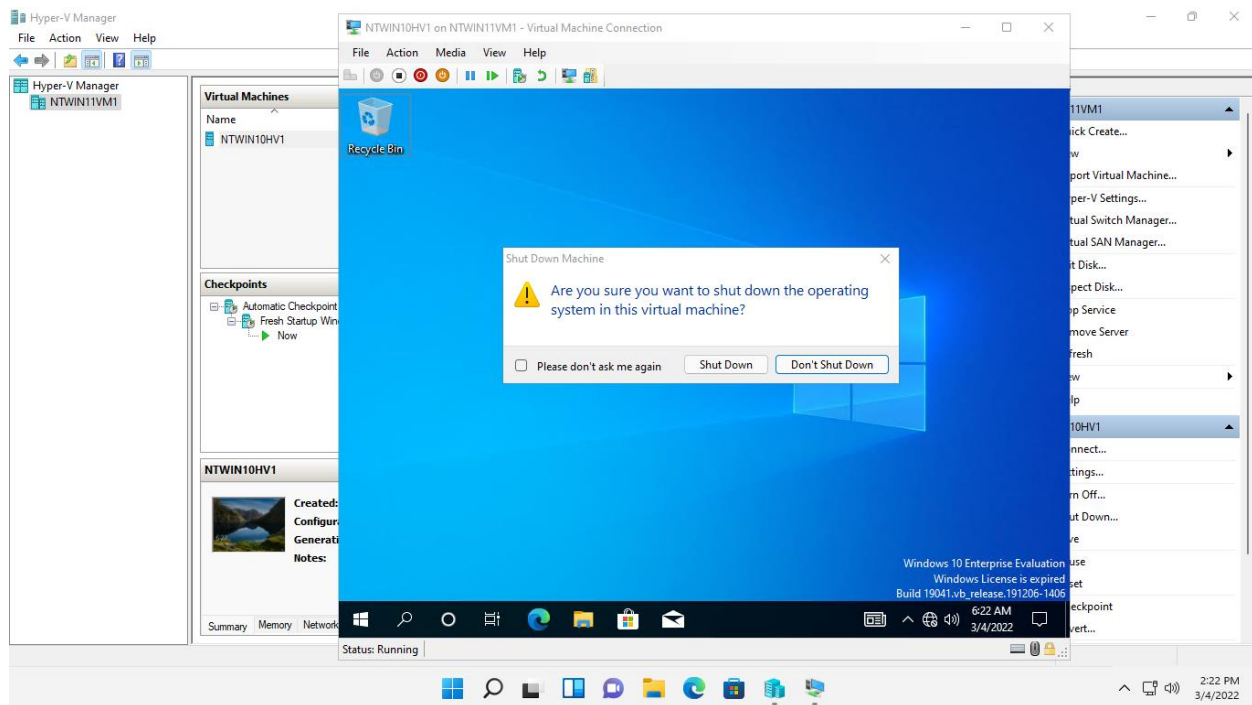 Hyper-V Manager
File Action View Help
Hyper-V Manager
NTWIN11VM1
Virtual Machines
Name
NTWIN10HV1
Checkpoints
Automatic Checkpoint
Fresh Startup Win
Now
NTWIN10HV1
Created:
Configur
Generati
Notes:
Summary Memory Network
NTWIN10HV1 on NTWIN11VM1 - Virtual Machine Connection
File Action Media View Help
Recycle Bin
Shut Down Machine
Are you sure you want to shut down the operating
system in this virtual machine?
Please don't ask me again Shut Down Don't Shut Down
Windows 10 Enterprise Evaluation
Windows License is expired
Build 19041.vb_release.191206-1406
6:22 AM
3/4/2022
Status: Running
11VM1
ick Create...
w
port Virtual Machine...
per-V Settings...
tual Switch Manager...
tual SAN Manager...
it Disk...
pect Disk...
op Service
move Server
fresh
ew
lp
10HV1
nnect...
ttings...
rn Off...
ut Down...
ve
use
set
eckpoint
vert...
2:22 PM
3/4/2022